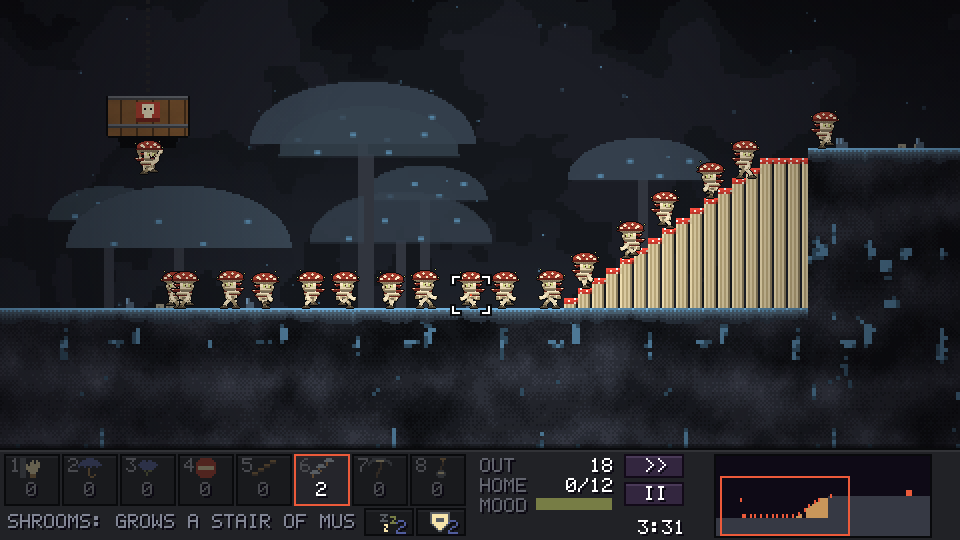 1 2 3 4 5 6 7 8
0 0 0 0 0 2 0 0
SHROOMS: GROWS A STAIR OF MUS
zzz2 2
OUT 18
HOME 0/12
MOOD
>>
II
3:31